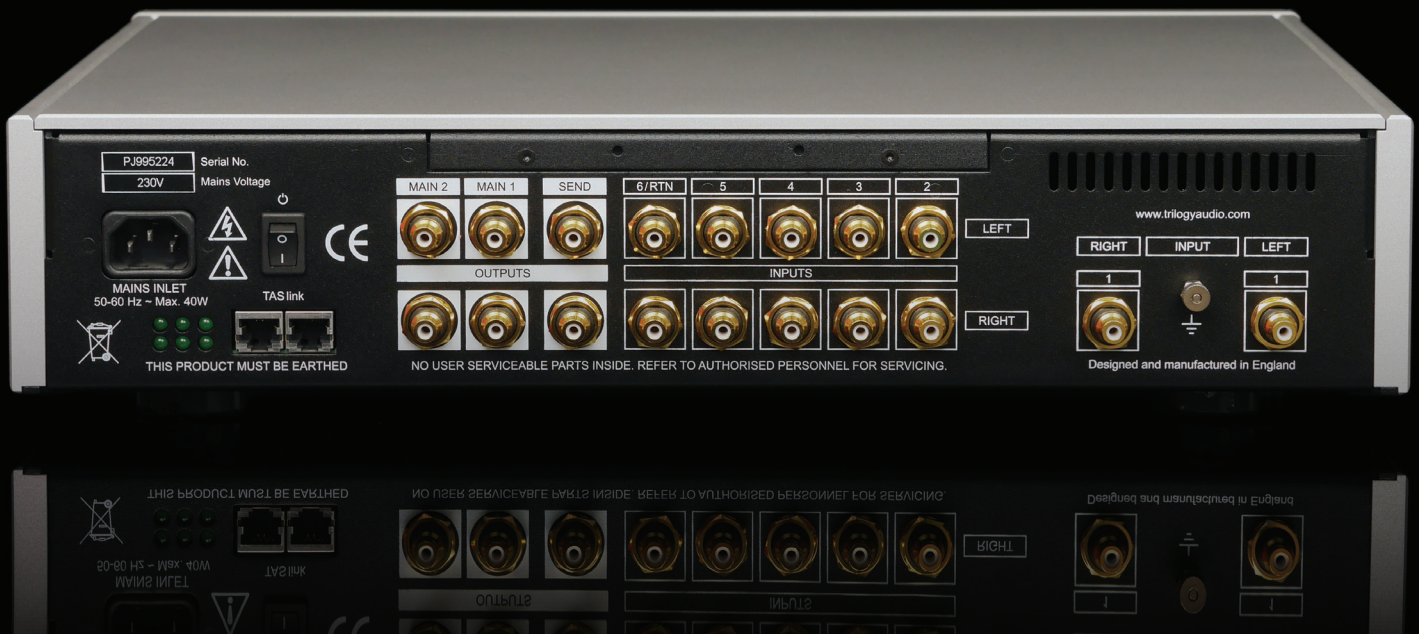 PJ995224 Serial No.
230V Mains Voltage
MAINS INLET
50-60 Hz ~ Max. 40W
TAS link
THIS PRODUCT MUST BE EARTHED
CE
MAIN 2 MAIN 1 SEND 6/RTN 5 4 3 2
LEFT
OUTPUTS INPUTS
RIGHT
NO USER SERVICEABLE PARTS INSIDE. REFER TO AUTHORISED PERSONNEL FOR SERVICING.
www.trilogyaudio.com
RIGHT INPUT LEFT
1 1
Designed and manufactured in England